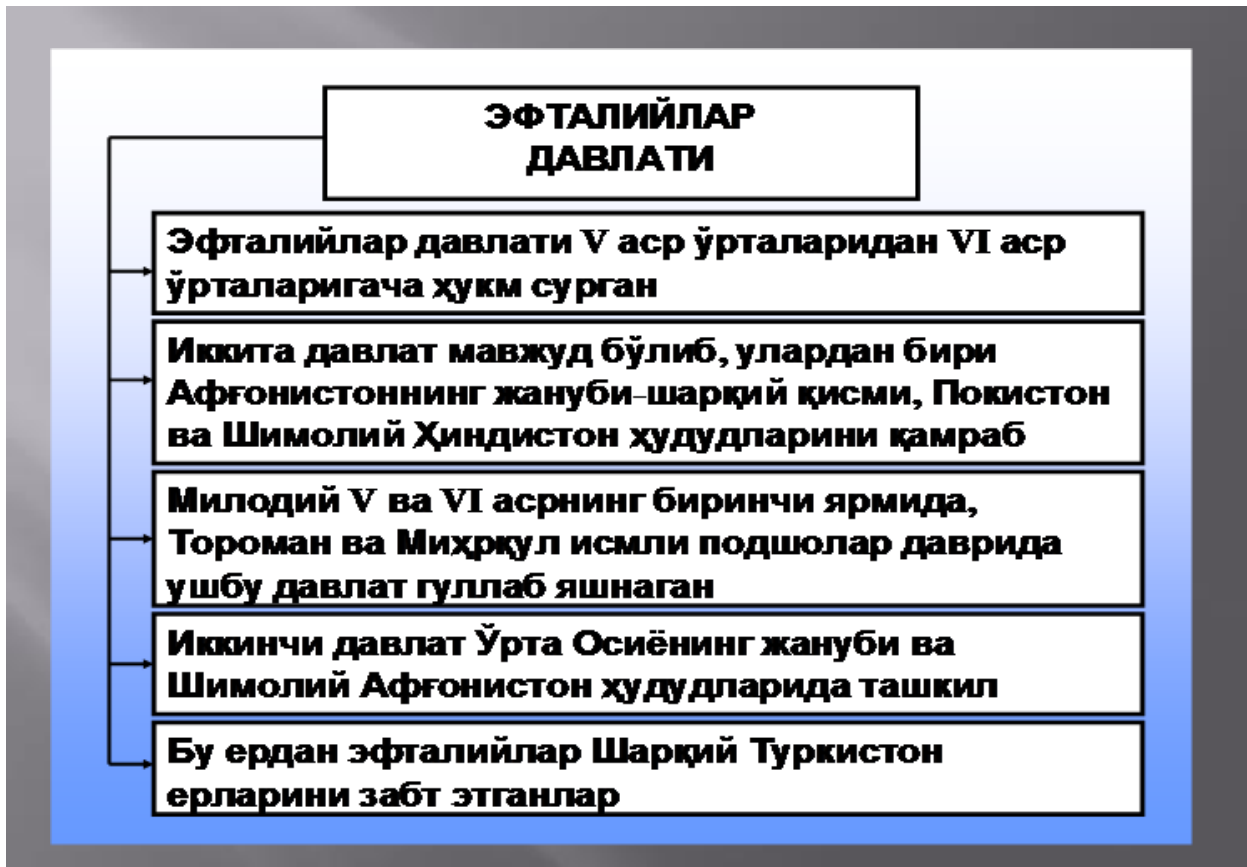 ЭФТАЛИЙЛАР
ДАВЛАТИ
Эфталийлар давлати V аср ўрталаридан VI аср
ўрталаригача ҳукм сурган
Иккита давлат мавжуд бўлиб, улардан бири
Афғонистоннинг жануби-шарқий қисми, Покистон
ва Шимолий Ҳиндистон ҳудудларини қамраб
Милодий V ва VI асрнинг биринчи ярмида,
Тороман ва Миҳрқул исмли подшолар даврида
ушбу давлат гуллаб яшнаган
Иккинчи давлат Ўрта Осиёнинг жануби ва
Шимолий Афғонистон ҳудудларида ташкил
Бу ердан эфталийлар Шарқий Туркистон
ерларини забт этганлар